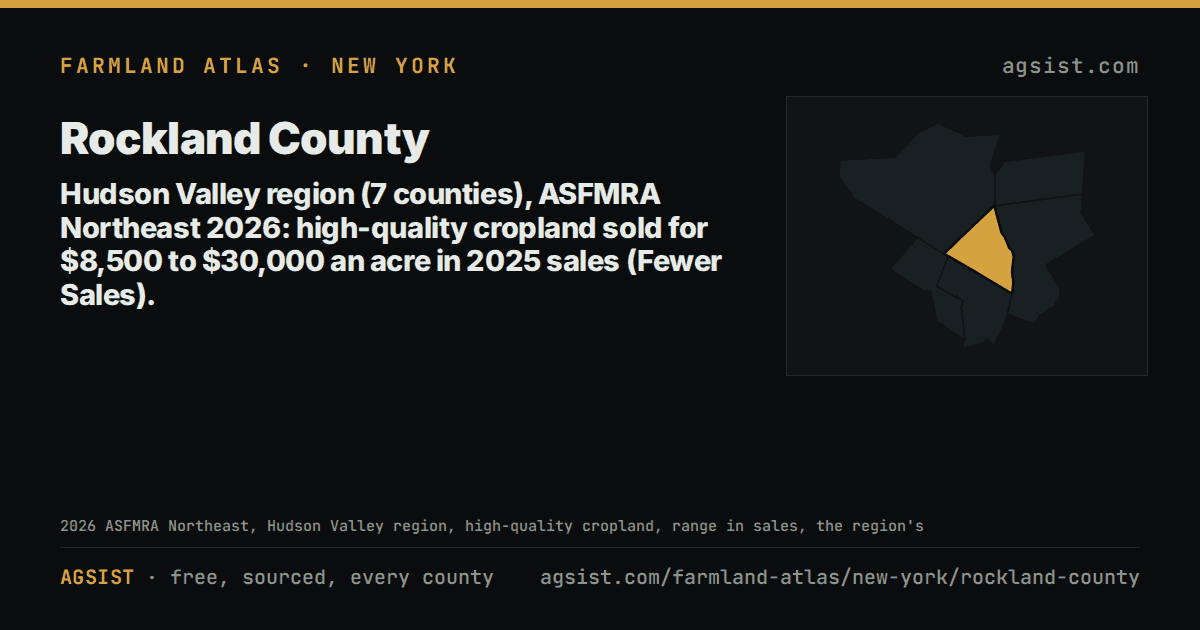 FARMLAND ATLAS · NEW YORK
agsist.com
Rockland County
Hudson Valley region (7 counties), ASFMRA
Northeast 2026: high-quality cropland sold for
$8,500 to $30,000 an acre in 2025 sales (Fewer
Sales).
2026 ASFMRA Northeast, Hudson Valley region, high-quality cropland, range in sales, the region's
AGSIST · free, sourced, every county
agsist.com/farmland-atlas/new-york/rockland-county